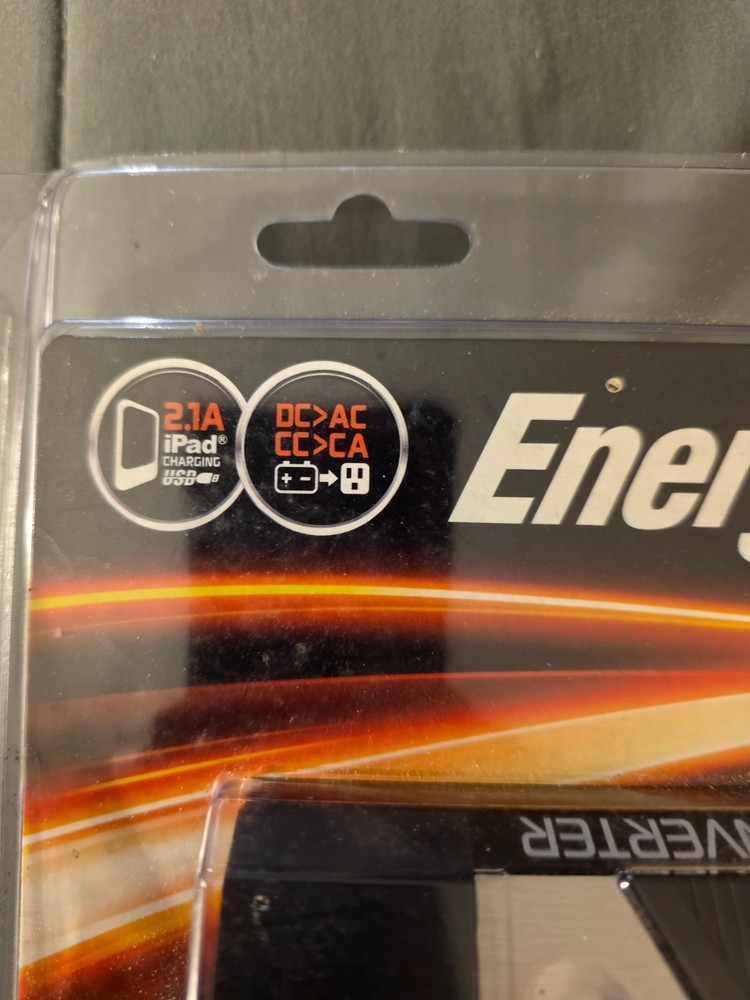 2.1A
iPad®
CHARGING
USB
DC>AC
CC>CA
Ener
VERTER